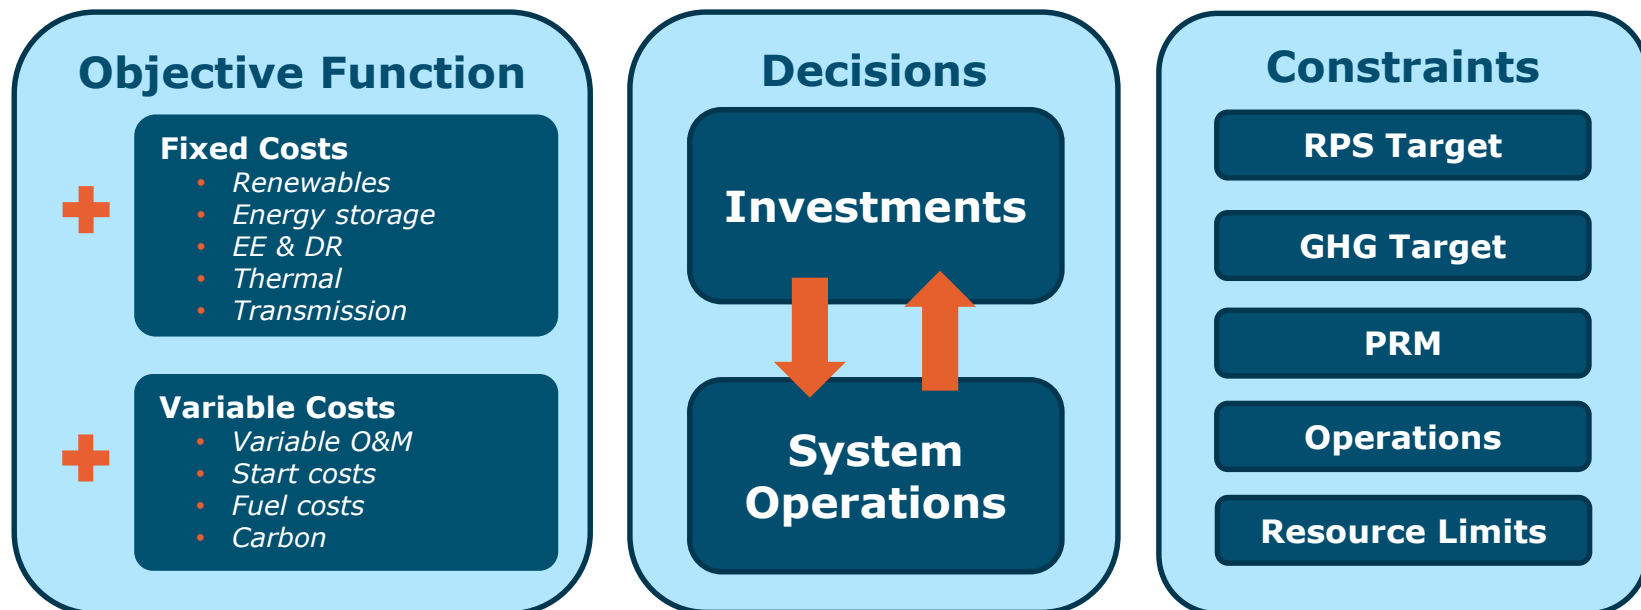 Objective Function
Fixed Costs
• Renewables
• Energy storage
• EE & DR
• Thermal
• Transmission
Variable Costs
• Variable O&M
• Start costs
• Fuel costs
• Carbon
Decisions
Investments
System
Operations
Constraints
RPS Target
GHG Target
PRM
Operations
Resource Limits